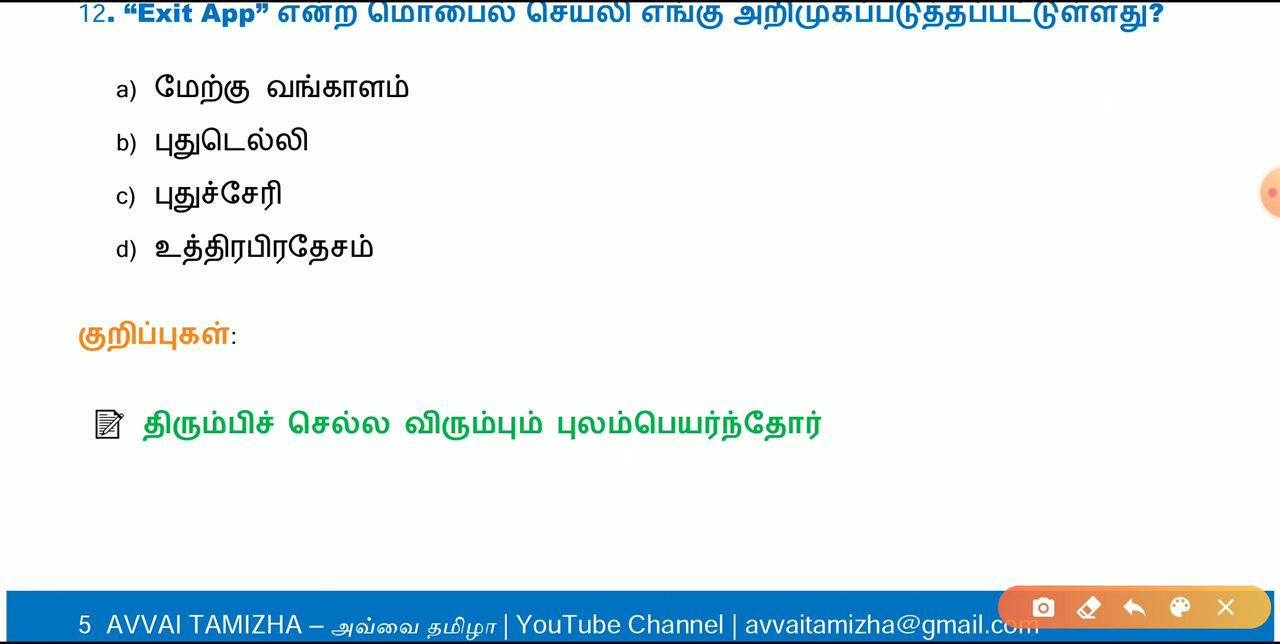 12. “Exit App” என்ற மொபைல் செயலி எங்கு அறிமுகப்படுத்தப்பட்டுள்ளது?
a) மேற்கு வங்காளம்
b) புதுடெல்லி
c) புதுச்சேரி
d) உத்திரபிரதேசம்
குறிப்புகள்:
திரும்பிச் செல்ல விரும்பும் புலம்பெயர்ந்தோர்
5 AVVAI TAMIZHA – அவ்வை தமிழா | YouTube Channel | avvaitamizha@gmail.com